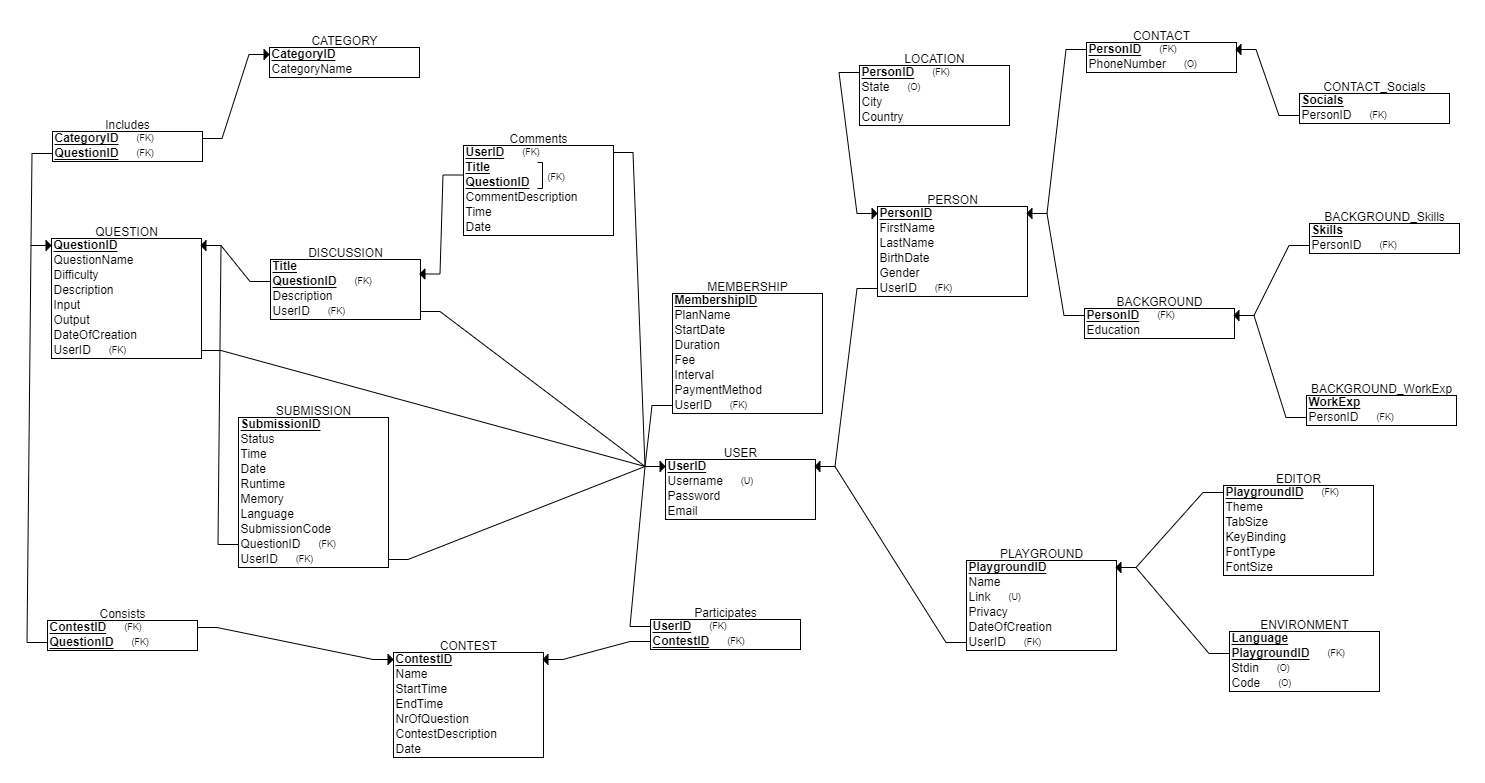 CATEGORY
CategoryID
CategoryName
Includes
CategoryID (FK)
QuestionID (FK)
QUESTION
QuestionID
QuestionName
Difficulty
Description
Input
Output
DateOfCreation
UserID (FK)
DISCUSSION
Title
QuestionID (FK)
Description
UserID (FK)
Comments
UserID (FK)
Title
QuestionID (FK)
CommentDescription
Time
Date
SUBMISSION
SubmissionID
Status
Time
Date
Runtime
Memory
Language
SubmissionCode
QuestionID (FK)
UserID (FK)
Consists
ContestID (FK)
QuestionID (FK)
CONTEST
ContestID
Name
StartTime
EndTime
NrOfQuestion
ContestDescription
Date
Participates
UserID (FK)
ContestID (FK)
MEMBERSHIP
MembershipID
PlanName
StartDate
Duration
Fee
Interval
PaymentMethod
UserID (FK)
USER
UserID
Username (U)
Password
Email
LOCATION
PersonID (FK)
State (O)
City
Country
PERSON
PersonID
FirstName
LastName
BirthDate
Gender
UserID (FK)
CONTACT
PersonID (FK)
PhoneNumber (O)
CONTACT_Socials
Socials
PersonID (FK)
BACKGROUND_Skills
Skills
PersonID (FK)
BACKGROUND
PersonID (FK)
Education
BACKGROUND_WorkExp
WorkExp
PersonID (FK)
PLAYGROUND
PlaygroundID
Name
Link (U)
Privacy
DateOfCreation
UserID (FK)
EDITOR
PlaygroundID (FK)
Theme
TabSize
KeyBinding
FontType
FontSize
ENVIRONMENT
Language
PlaygroundID (FK)
Stdin (O)
Code (O)